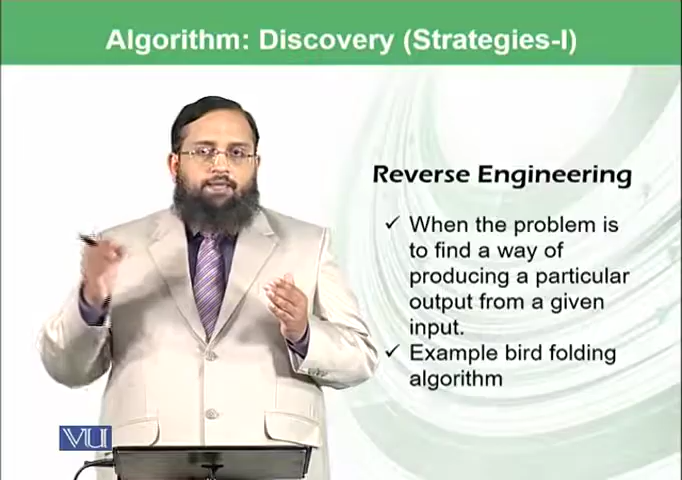 Algorithm: Discovery (Strategies-I)
Reverse Engineering
✓ When the problem is
to find a way of
producing a particular
output from a given
input.
✓ Example bird folding
algorithm
VU